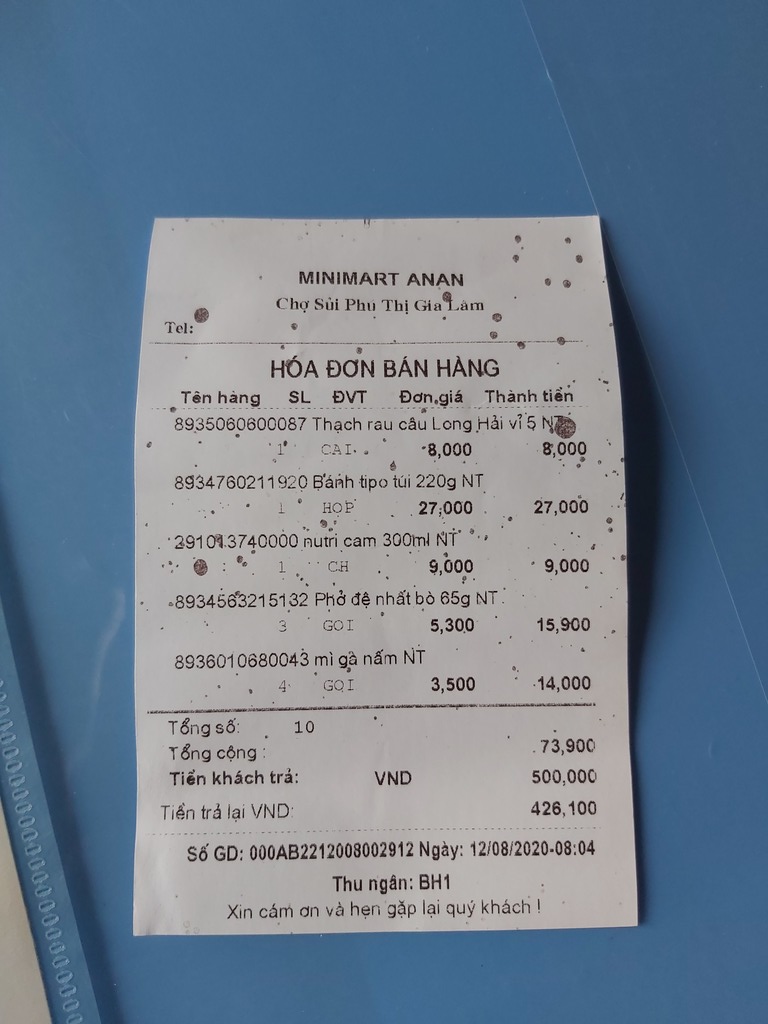 MINIMART ANAN
Chợ Sủi Phú Thị Gia Lâm
Tel:
HÓA ĐƠN BÁN HÀNG
Tên hàng SL ĐVT Đơn giá Thành tiền
8935060600087 Thạch rau câu Long Hải vỉ 5 NT
1 CAI 8,000 8,000
8934760211920 Bánh tipo túi 220g NT
1 HOP 27,000 27,000
2910137400000 nutri cam 300ml NT
1 CH 9,000 9,000
8934563215132 Phở đệ nhất bò 65g NT
3 GOI 5,300 15,900
8936010680043 mì gà nấm NT
4 GOI 3,500 14,000
Tổng số: 10
Tổng cộng : 73,900
Tiền khách trả: VND 500,000
Tiền trả lại VND: 426,100
Số GD: 000AB2212008002912 Ngày: 12/08/2020-08:04
Thu ngân: BH1
Xin cám ơn và hẹn gặp lại quý khách !